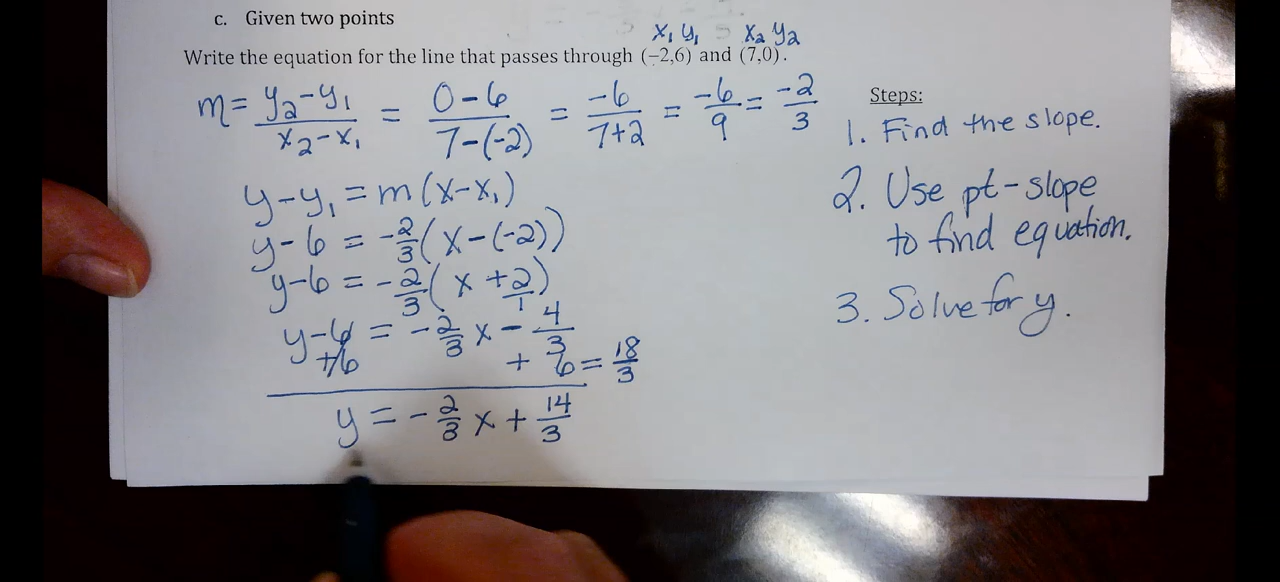 c. Given two points
x₁ y₁ x₂ y₂
Write the equation for the line that passes through (−2,6) and (7,0).
m = y₂-y₁/x₂-x₁ = 0-6/7-(-2) = -6/7+2 = -6/9 = -2/3
Steps:
1. Find the slope.
y-y₁ = m(x-x₁)
2. Use pt-slope
to find equation.
y-6 = -2/3(x-(-2))
y-6 = -2/3(x+2/1)
3. Solve for y.
y-6 = -2/3 x - 4/3
+6 + 6 = 18/3
y = -2/3 x + 14/3